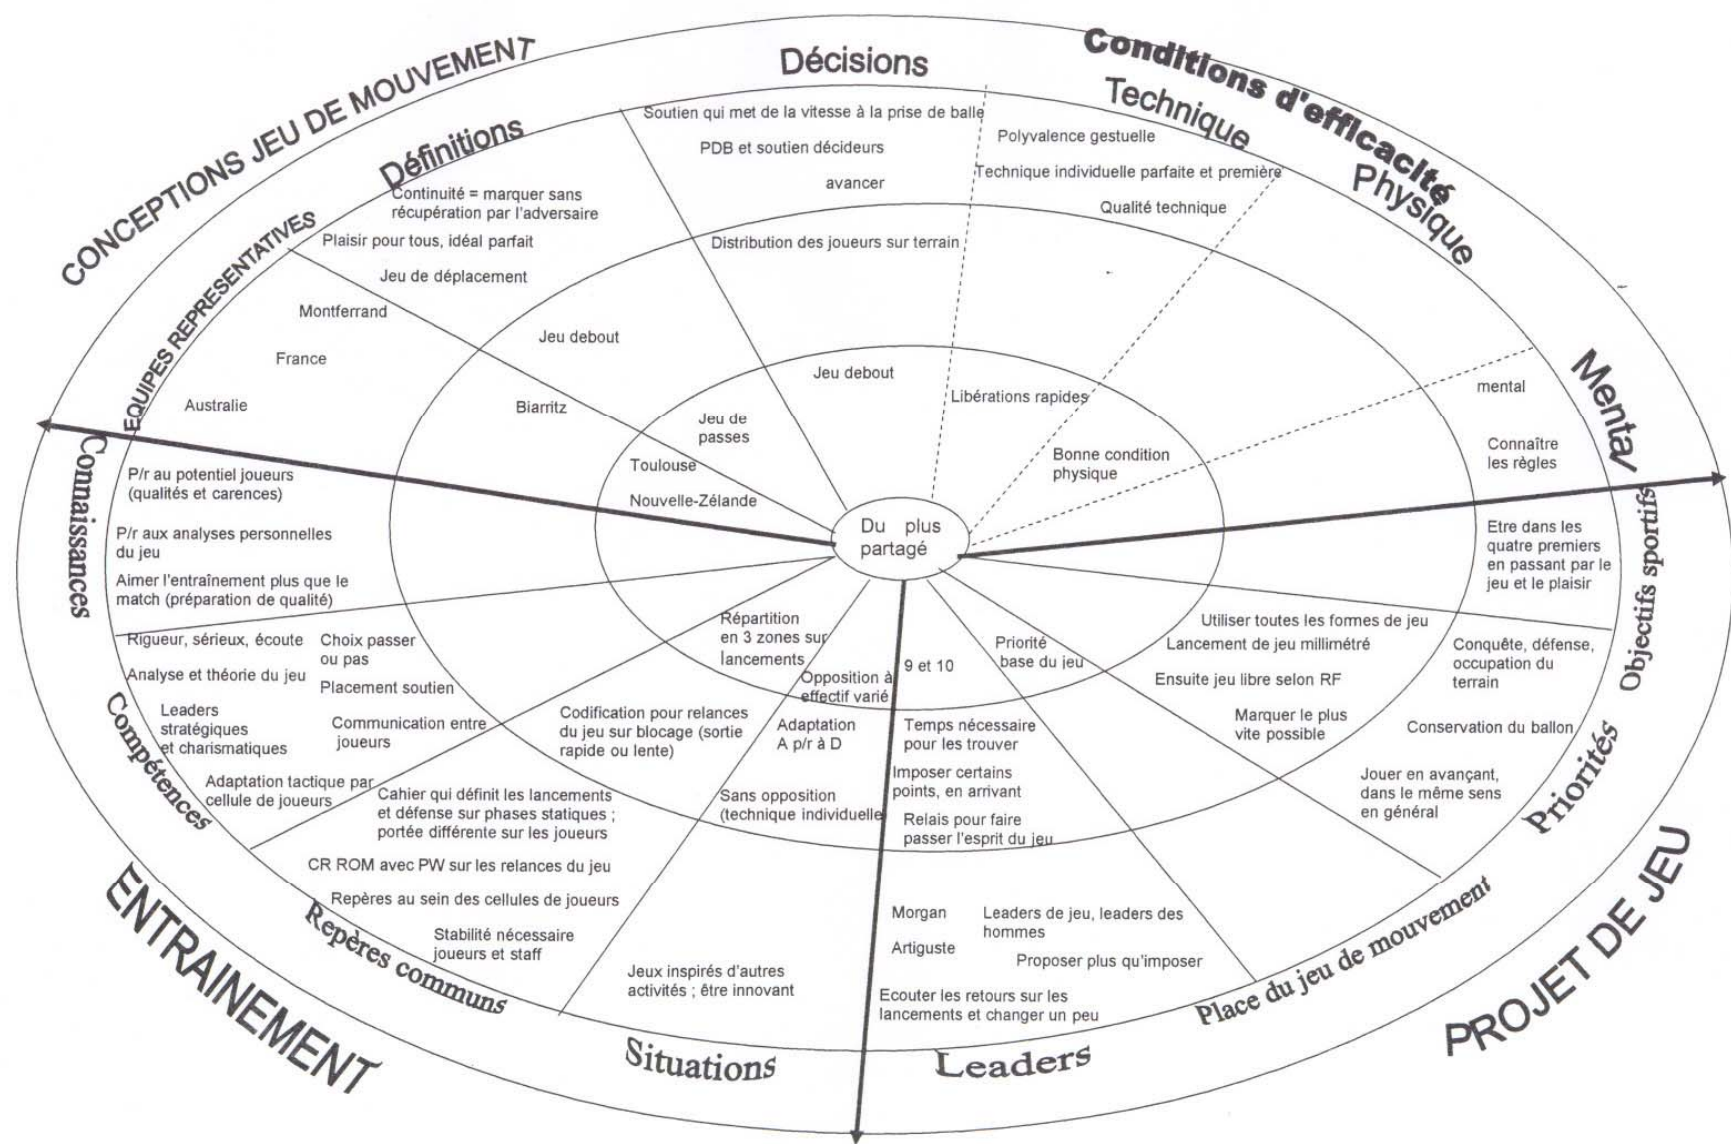 CONCEPTIONS JEU DE MOUVEMENT
Décisions
Conditions d'efficacité
Technique
Physique
Mental
Définitions
EQUIPES REPRESENTATIVES
Soutien qui met de la vitesse à la prise de balle
PDB et soutien décideurs
avancer
Distribution des joueurs sur terrain
Jeu debout
Polyvalence gestuelle
Technique individuelle parfaite et première
Qualité technique
Libérations rapides
Bonne condition
physique
mental
Connaître
les règles
Continuité = marquer sans
récupération par l'adversaire
Plaisir pour tous, idéal parfait
Jeu de déplacement
Jeu debout
Jeu de
passes
Montferrand
France
Australie
Biarritz
Toulouse
Nouvelle-Zélande
Du plus
partagé
Connaissances
P/r au potentiel joueurs
(qualités et carences)
P/r aux analyses personnelles
du jeu
Aimer l'entraînement plus que le
match (préparation de qualité)
Compétences
Rigueur, sérieux, écoute
Analyse et théorie du jeu
Leaders
stratégiques
et charismatiques
Choix passer
ou pas
Placement soutien
Communication entre
joueurs
Adaptation tactique par
cellule de joueurs
Répartition
en 3 zones sur
lancements
Codification pour relances
du jeu sur blocage (sortie
rapide ou lente)
Cahier qui définit les lancements
et défense sur phases statiques ;
portée différente sur les joueurs
CR ROM avec PW sur les relances du jeu
Repères au sein des cellules de joueurs
Stabilité nécessaire
joueurs et staff
Repères communs
ENTRAINEMENT
Opposition à
effectif varié
Adaptation
A p/r à D
Sans opposition
(technique individuelle
Jeux inspirés d'autres
activités ; être innovant
Situations
9 et 10
Temps nécessaire
pour les trouver
Imposer certains
points, en arrivant
Relais pour faire
passer l'esprit du jeu
Morgan
Artiguste
Leaders de jeu, leaders des
hommes
Proposer plus qu'imposer
Ecouter les retours sur les
lancements et changer un peu
Leaders
Priorité
base du jeu
Place du jeu de mouvement
Utiliser toutes les formes de jeu
Lancement de jeu millimétré
Ensuite jeu libre selon RF
Marquer le plus
vite possible
Conquête, défense,
occupation du
terrain
Conservation du ballon
Jouer en avançant,
dans le même sens
en général
Priorités
Etre dans les
quatre premiers
en passant par le
jeu et le plaisir
Objectifs sportifs
PROJET DE JEU